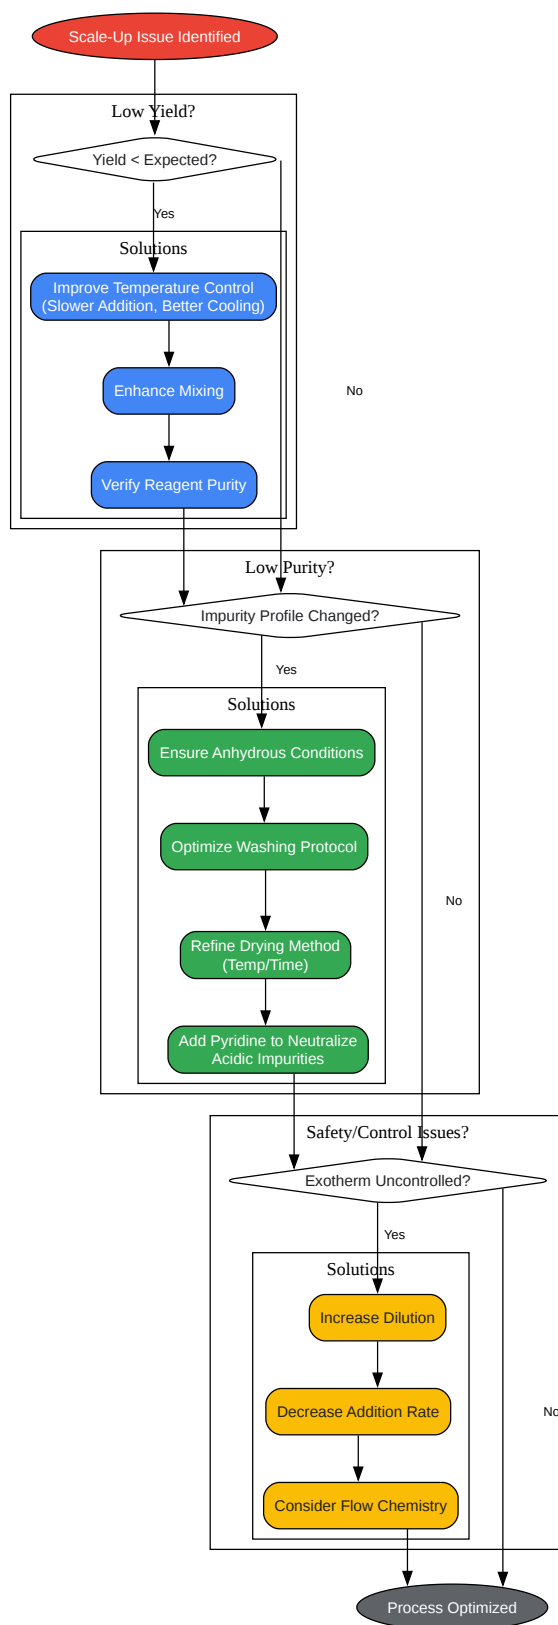 Scale-Up Issue Identified
Low Yield?
Yield < Expected?
Yes
Solutions
Improve Temperature Control
(Slower Addition, Better Cooling)
Enhance Mixing
No
Verify Reagent Purity
Low Purity?
Impurity Profile Changed?
Yes
Solutions
Ensure Anhydrous Conditions
Optimize Washing Protocol
No
Refine Drying Method
(Temp/Time)
Add Pyridine to Neutralize
Acidic Impurities
Safety/Control Issues?
Exotherm Uncontrolled?
Yes
Solutions
Increase Dilution
Decrease Addition Rate
No
Consider Flow Chemistry
Process Optimized